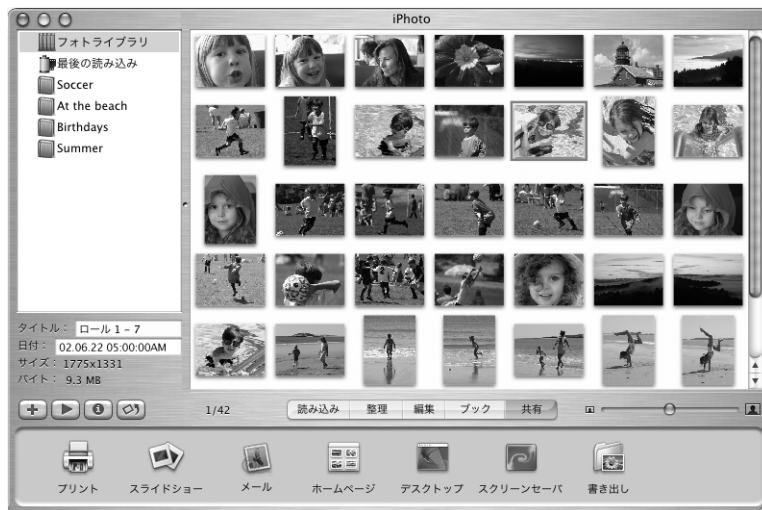 iPhoto
フォトライブラリ
最後の読み込み
Soccer
At the beach
Birthdays
Summer
タイトル： ロール 1 – 7
日付： 02.06.22 05:00:00AM
サイズ： 1775x1331
バイト： 9.3 MB
1/42
読み込み 整理 編集 ブック 共有
プリント スライドショー メール ホームページ デスクトップ スクリーンセーバ 書き出し